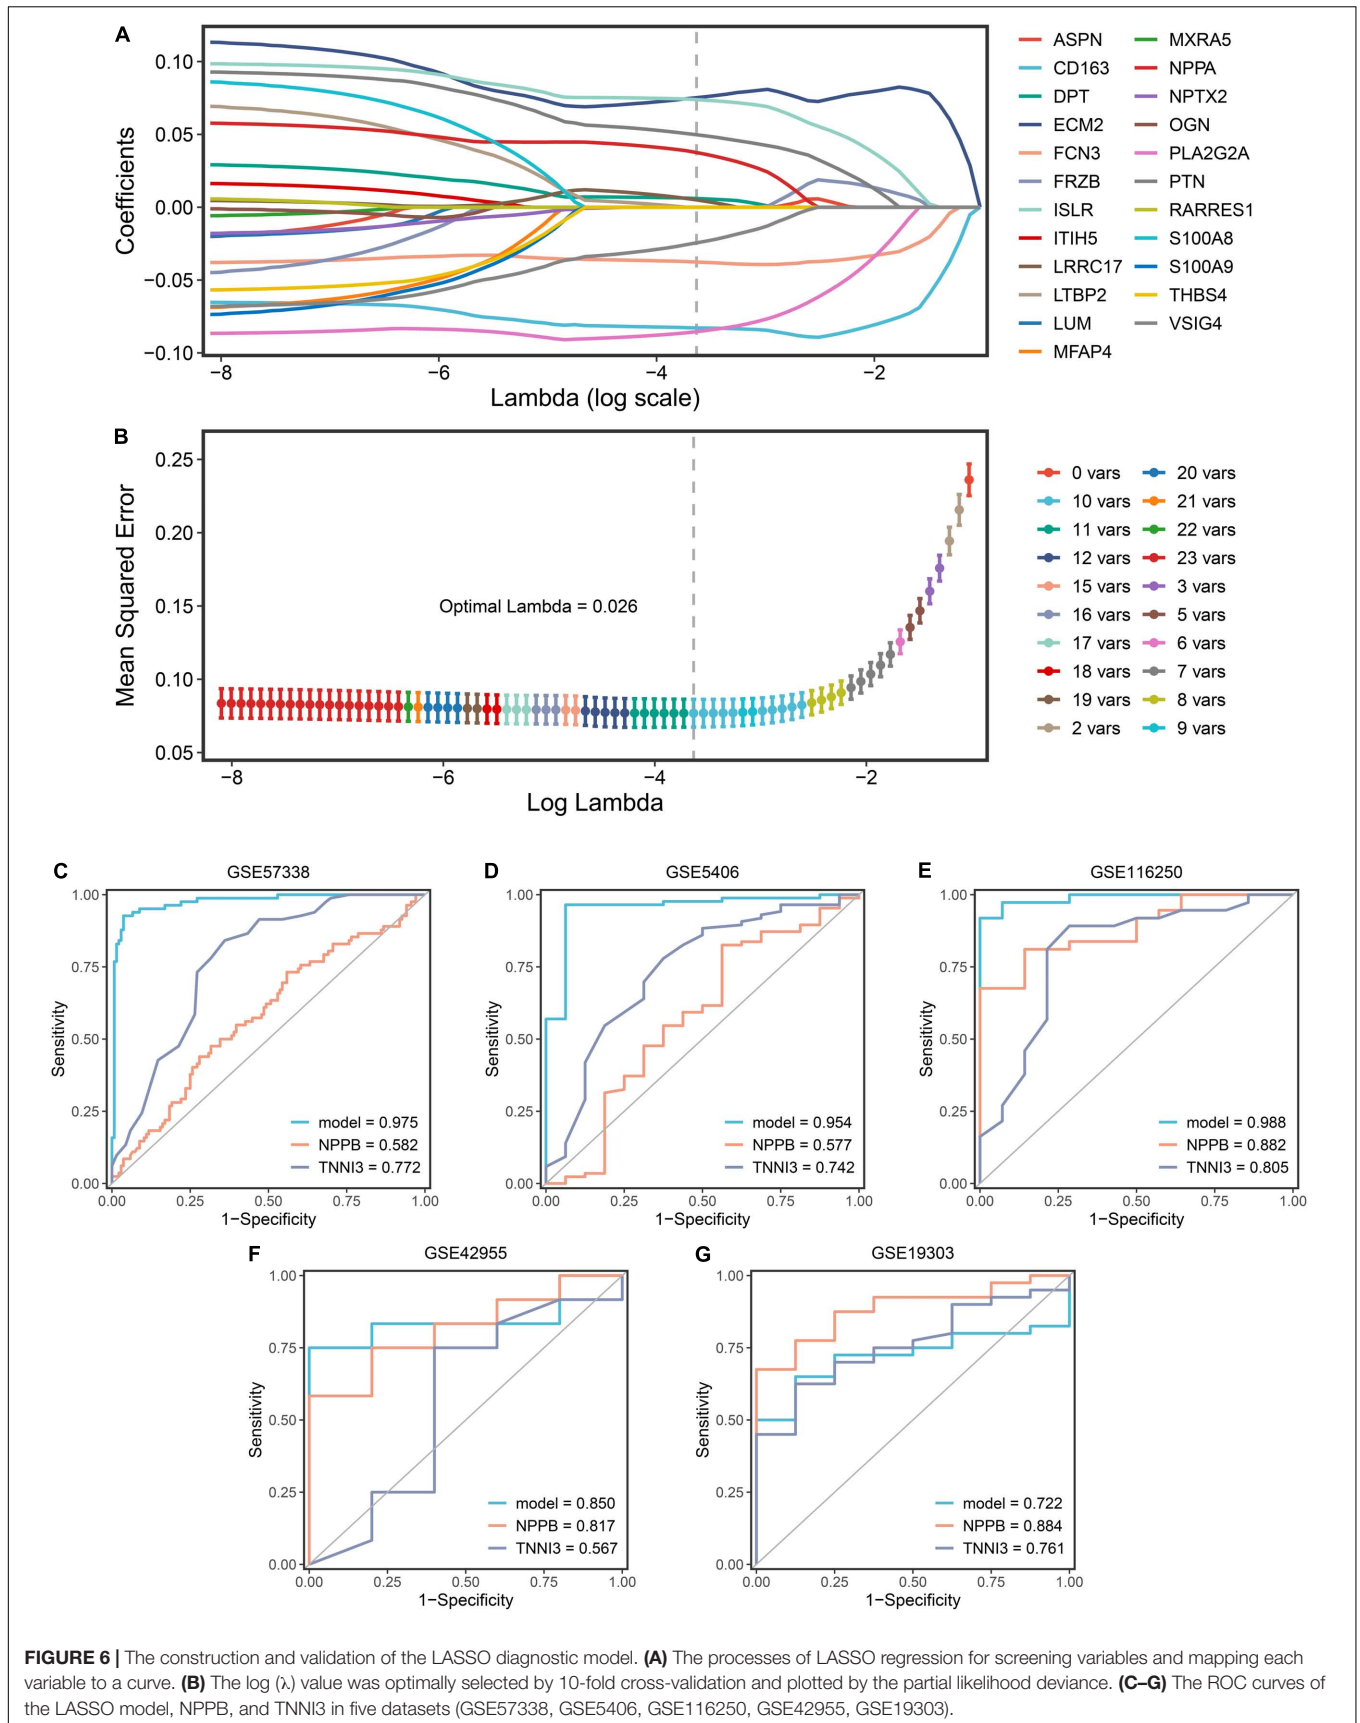 A
0.10
0.05
0.00
−0.05
−0.10
Coefficients
−8
−6
−4
−2
Lambda (log scale)
ASPN
CD163
DPT
ECM2
FCN3
FRZB
ISLR
ITIH5
LRRC17
LTBP2
LUM
MFAP4
MXRA5
NPPA
NPTX2
OGN
PLA2G2A
PTN
RARRES1
S100A8
S100A9
THBS4
VSIG4
B
0.25
0.20
0.15
0.10
0.05
Mean Squared Error
Optimal Lambda = 0.026
−8
−6
−4
−2
Log Lambda
0 vars
10 vars
11 vars
12 vars
15 vars
16 vars
17 vars
18 vars
19 vars
2 vars
20 vars
21 vars
22 vars
23 vars
3 vars
5 vars
6 vars
7 vars
8 vars
9 vars
C
GSE57338
1.00
0.75
0.50
0.25
0.00
Sensitivity
model = 0.975
NPPB = 0.582
TNNI3 = 0.772
0.00
0.25
0.50
0.75
1.00
1−Specificity
D
GSE5406
1.00
0.75
0.50
0.25
0.00
Sensitivity
model = 0.954
NPPB = 0.577
TNNI3 = 0.742
0.00
0.25
0.50
0.75
1.00
1−Specificity
E
GSE116250
1.00
0.75
0.50
0.25
0.00
Sensitivity
model = 0.988
NPPB = 0.882
TNNI3 = 0.805
0.00
0.25
0.50
0.75
1.00
1−Specificity
F
GSE42955
1.00
0.75
0.50
0.25
0.00
Sensitivity
model = 0.850
NPPB = 0.817
TNNI3 = 0.567
0.00
0.25
0.50
0.75
1.00
1−Specificity
G
GSE19303
1.00
0.75
0.50
0.25
0.00
Sensitivity
model = 0.722
NPPB = 0.884
TNNI3 = 0.761
0.00
0.25
0.50
0.75
1.00
1−Specificity
FIGURE 6 | The construction and validation of the LASSO diagnostic model. (A) The processes of LASSO regression for screening variables and mapping each
variable to a curve. (B) The log (λ) value was optimally selected by 10-fold cross-validation and plotted by the partial likelihood deviance. (C–G) The ROC curves of
the LASSO model, NPPB, and TNNI3 in five datasets (GSE57338, GSE5406, GSE116250, GSE42955, GSE19303).